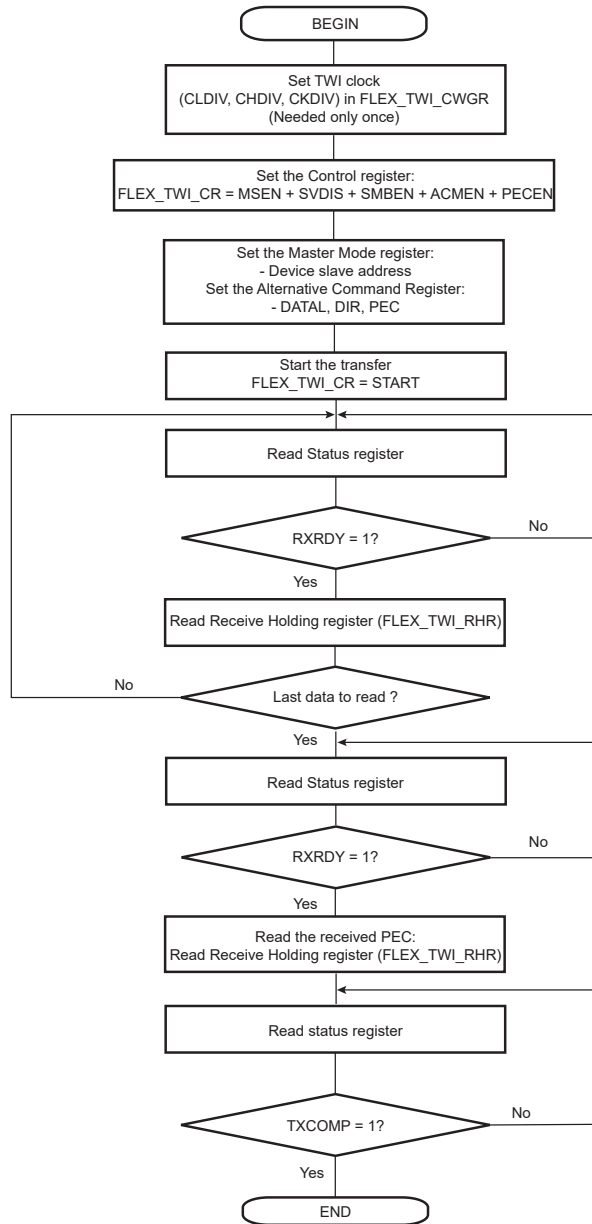 BEGIN
Set TWI clock
(CLDIV, CHDIV, CKDIV) in FLEX_TWI_CWGR
(Needed only once)
Set the Control register:
FLEX_TWI_CR = MSEN + SVDIS + SMBEN + ACMEN + PECEN
Set the Master Mode register:
- Device slave address
Set the Alternative Command Register:
- DATAL, DIR, PEC
Start the transfer
FLEX_TWI_CR = START
Read Status register
RXRDY = 1?
No
Yes
Read Receive Holding register (FLEX_TWI_RHR)
No
Last data to read ?
Yes
Read Status register
RXRDY = 1?
No
Yes
Read the received PEC:
Read Receive Holding register (FLEX_TWI_RHR)
Read status register
TXCOMP = 1?
No
Yes
END